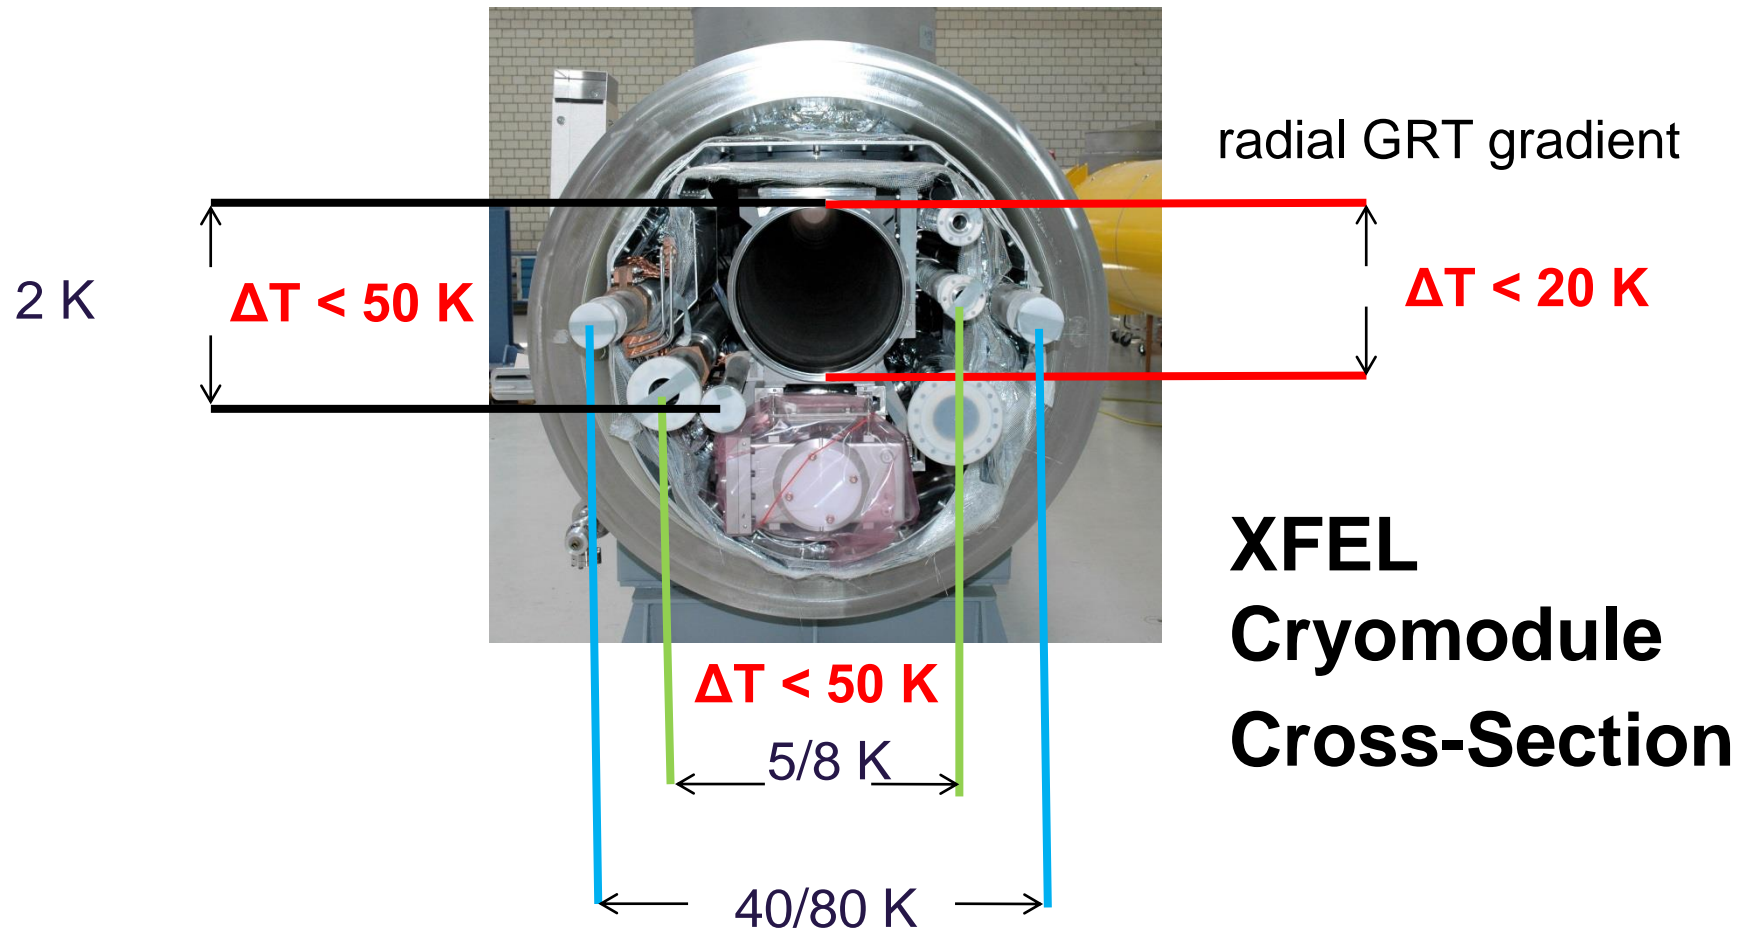 radial GRT gradient
2 K
ΔT < 50 K
ΔT < 20 K
XFEL
Cryomodule
Cross-Section
ΔT < 50 K
5/8 K
40/80 K